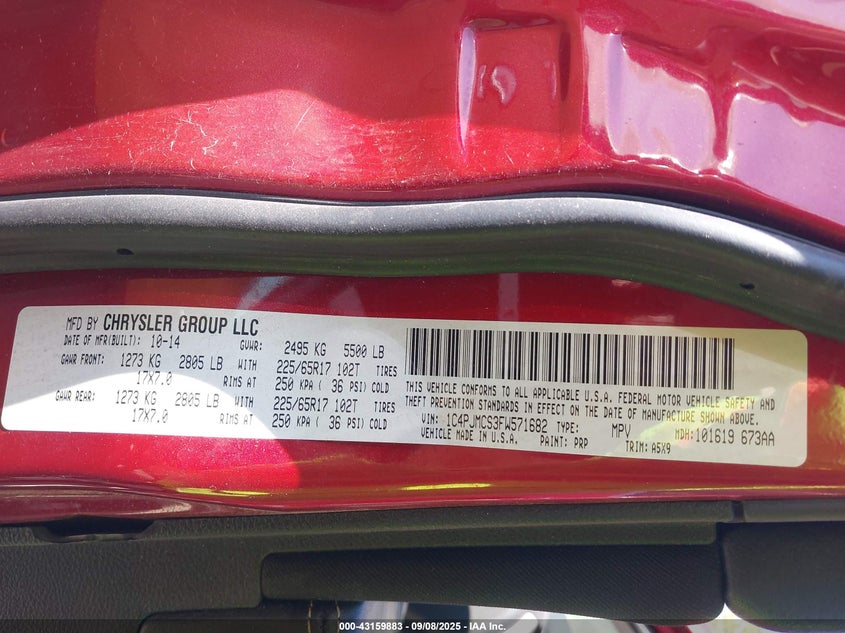 MFD BY CHRYSLER GROUP LLC
DATE OF MFR(BUILT): 10-14 GVWR: 2495 KG 5500 LB
GAWR FRONT: 1273 KG 2805 LB WITH 225/65R17 102T TIRES
17X7.0 RIMS AT 250 KPA ( 36 PSI) COLD
GAWR REAR: 1273 KG 2805 LB WITH 225/65R17 102T TIRES
17X7.0 RIMS AT 250 KPA ( 36 PSI) COLD
THIS VEHICLE CONFORMS TO ALL APPLICABLE U.S.A. FEDERAL MOTOR VEHICLE SAFETY AND
THEFT PREVENTION STANDARDS IN EFFECT ON THE DATE OF MANUFACTURE SHOWN ABOVE.
VIN: 1C4PJMCS3FW571682 TYPE: MPV MDH: 101619 673AA
VEHICLE MADE IN U.S.A. PAINT: PRP TRIM: A5X9
000-43159883 - 09/08/2025 - IAA Inc.